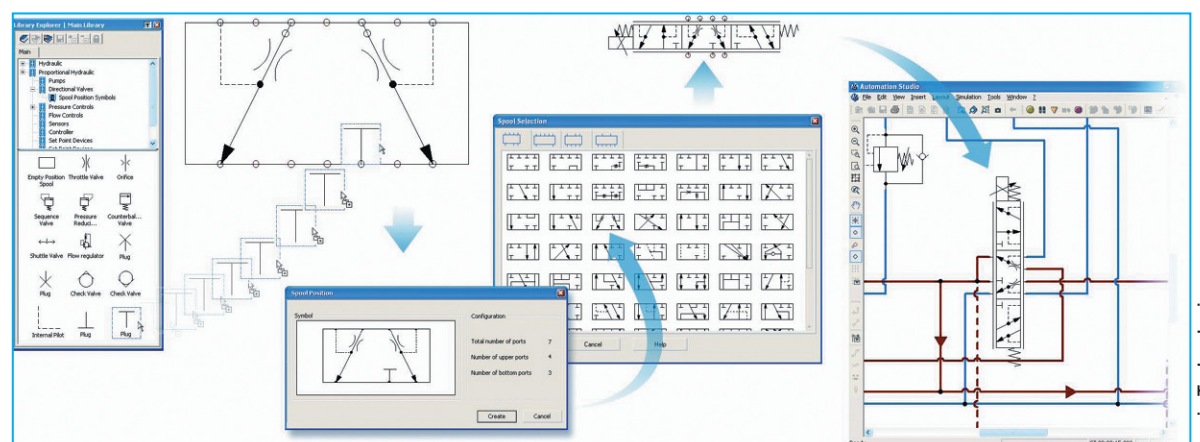 Library Explorer | Main Library
Main
Hydraulic
Proportional Hydraulic
Pumps
Directional Valves
Spool Position Symbols
Pressure Controls
Flow Controls
Sensors
Controller
Set Point Devices
Empty Position Spool
Throttle Valve
Orifice
Sequence Valve
Pressure Reduci...
Counterbal... Valve
Shuttle Valve
Flow regulator
Plug
Plug
Check Valve
Check Valve
Internal Pilot
Plug
Plug
Spool Position
Symbol
Configuration
Total number of ports 7
Number of upper ports 4
Number of bottom ports 3
Create
Cancel
Spool Selection
Cancel
Help
Automation Studio
File Edit View Insert Layout Simulation Tools Window ?